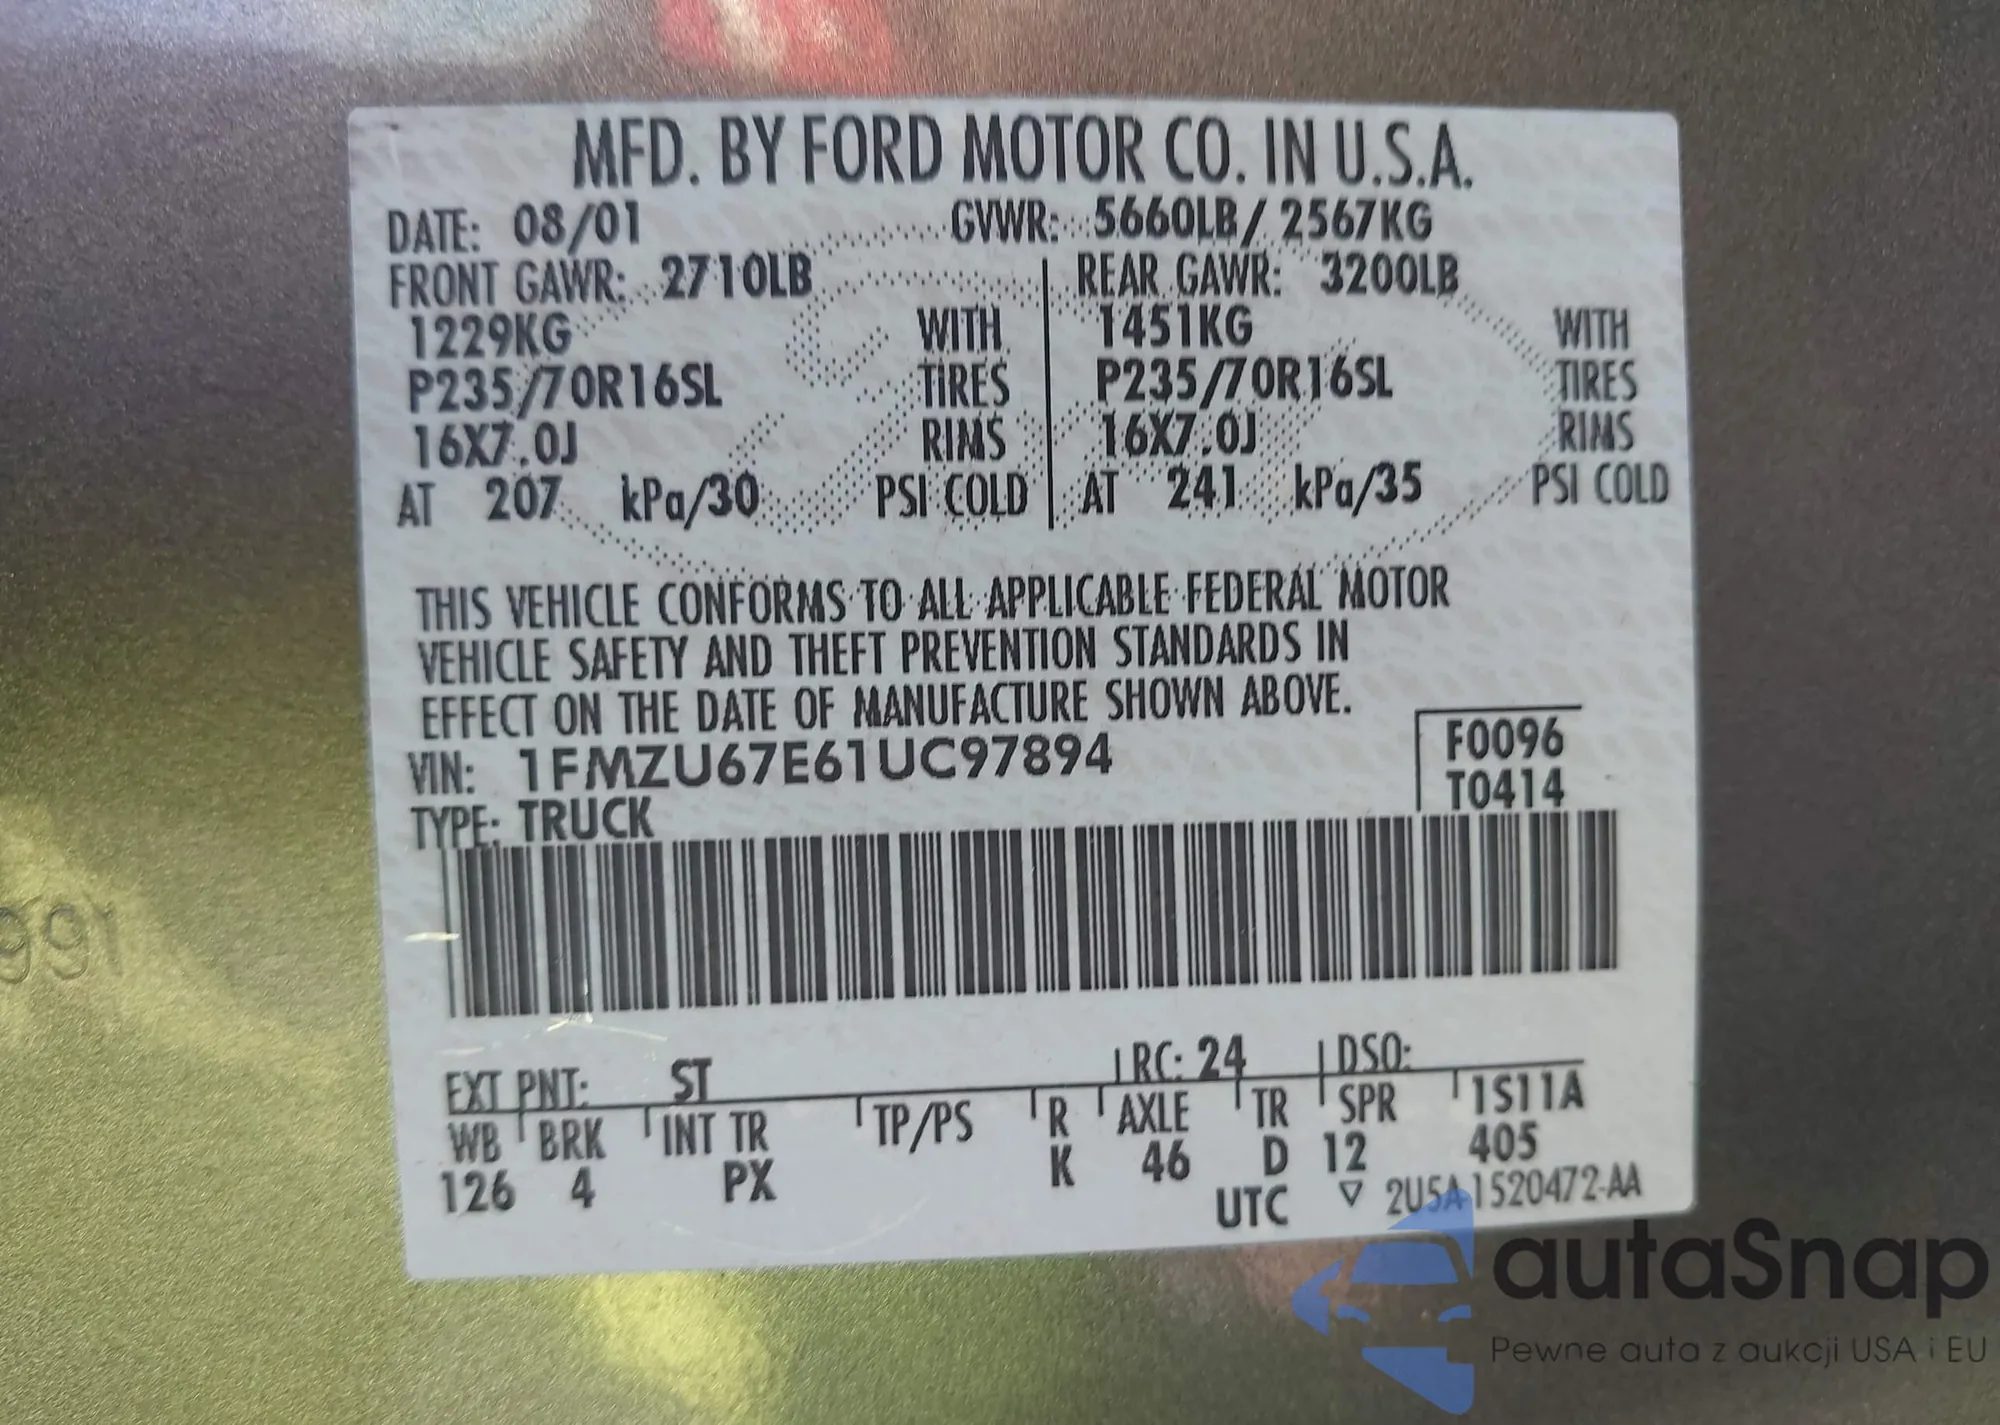 MFD. BY FORD MOTOR CO. IN U.S.A.
DATE: 08/01 GVWR: 5660LB/ 2567KG
FRONT GAWR: 2710LB REAR GAWR: 3200LB
1229KG WITH 1451KG WITH
P235/70R16SL TIRES P235/70R16SL TIRES
16X7.0J RIMS 16X7.0J RIMS
AT 207 kPa/30 PSI COLD AT 241 kPa/35 PSI COLD
THIS VEHICLE CONFORMS TO ALL APPLICABLE FEDERAL MOTOR
VEHICLE SAFETY AND THEFT PREVENTION STANDARDS IN
EFFECT ON THE DATE OF MANUFACTURE SHOWN ABOVE.
VIN: 1FMZU67E61UC97894 F0096
TYPE: TRUCK T0414
991
EXT PNT: ST RC: 24 DSO:
WB BRK INT TR TP/PS R AXLE TR SPR 1S11A
126 4 PX K 46 D 12 405
UTC ▽ 2U5A-1520472-AA
autaSnap
Pewne auta z aukcji USA i EU